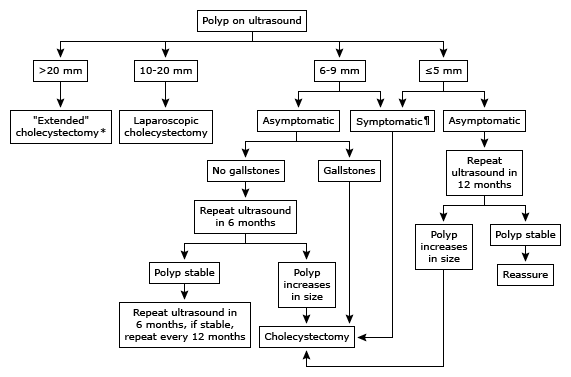 Polyp on ultrasound
>20 mm
10-20 mm
6-9 mm
≤5 mm
"Extended"
cholecystectomy*
Laparoscopic
cholecystectomy
Asymptomatic
Symptomatic¶
Asymptomatic
No gallstones
Gallstones
Repeat
ultrasound in
12 months
Repeat ultrasound
in 6 months
Polyp
increases
in size
Polyp stable
Polyp stable
Polyp
increases
in size
Reassure
Repeat ultrasound in
6 months, if stable,
repeat every 12 months
Cholecystectomy